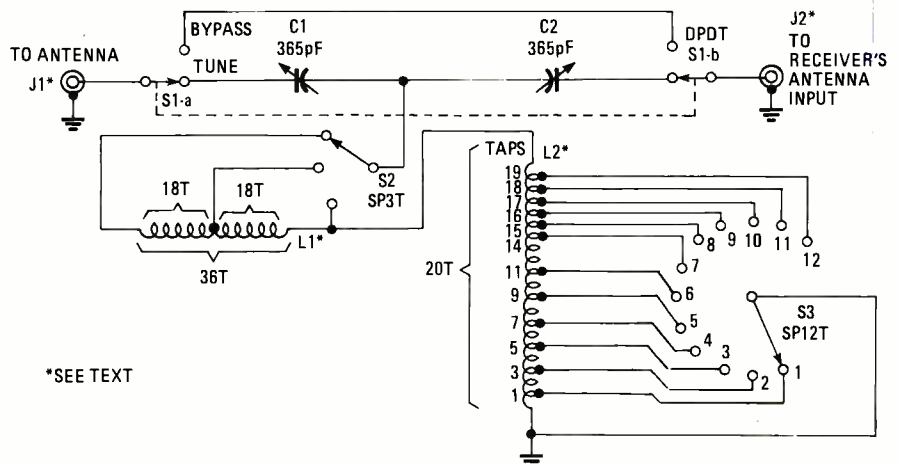 BYPASS
C1
365pF
C2
365pF
DPDT
S1-b
J2*
TO
RECEIVER'S
ANTENNA
INPUT
TO ANTENNA
J1*
TUNE
S1-a
S2
SP3T
18T
18T
L1*
36T
TAPS
L2*
20T
19
18
17
16
15
14
11
9
7
5
3
1
12
11
10
9
8
7
6
5
4
3
2
1
S3
SP12T
*SEE TEXT